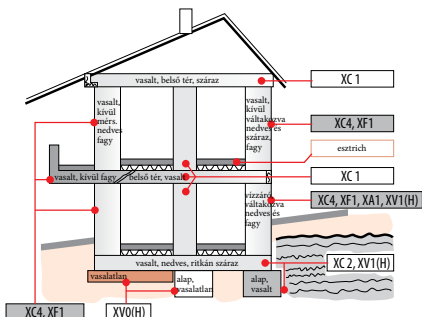 vasalt, belső tér, száraz
XC 1
vasalt,
kívül
mérs.
nedves
fagy
vasalt,
kívül
váltakozva
nedves és
száraz,
fagy
XC4, XF1
esztrich
vasalt, kívül fagy
belső tér, vasalt
XC 1
vízzáró,
váltakozva
nedves és
fagy
XC4, XF1, XA1, XV1(H)
vasalt, nedves, ritkán száraz
XC 2, XV1(H)
vasalatlan
alap,
vasalatlan
alap,
vasalt
XC4, XF1
XV0(H)